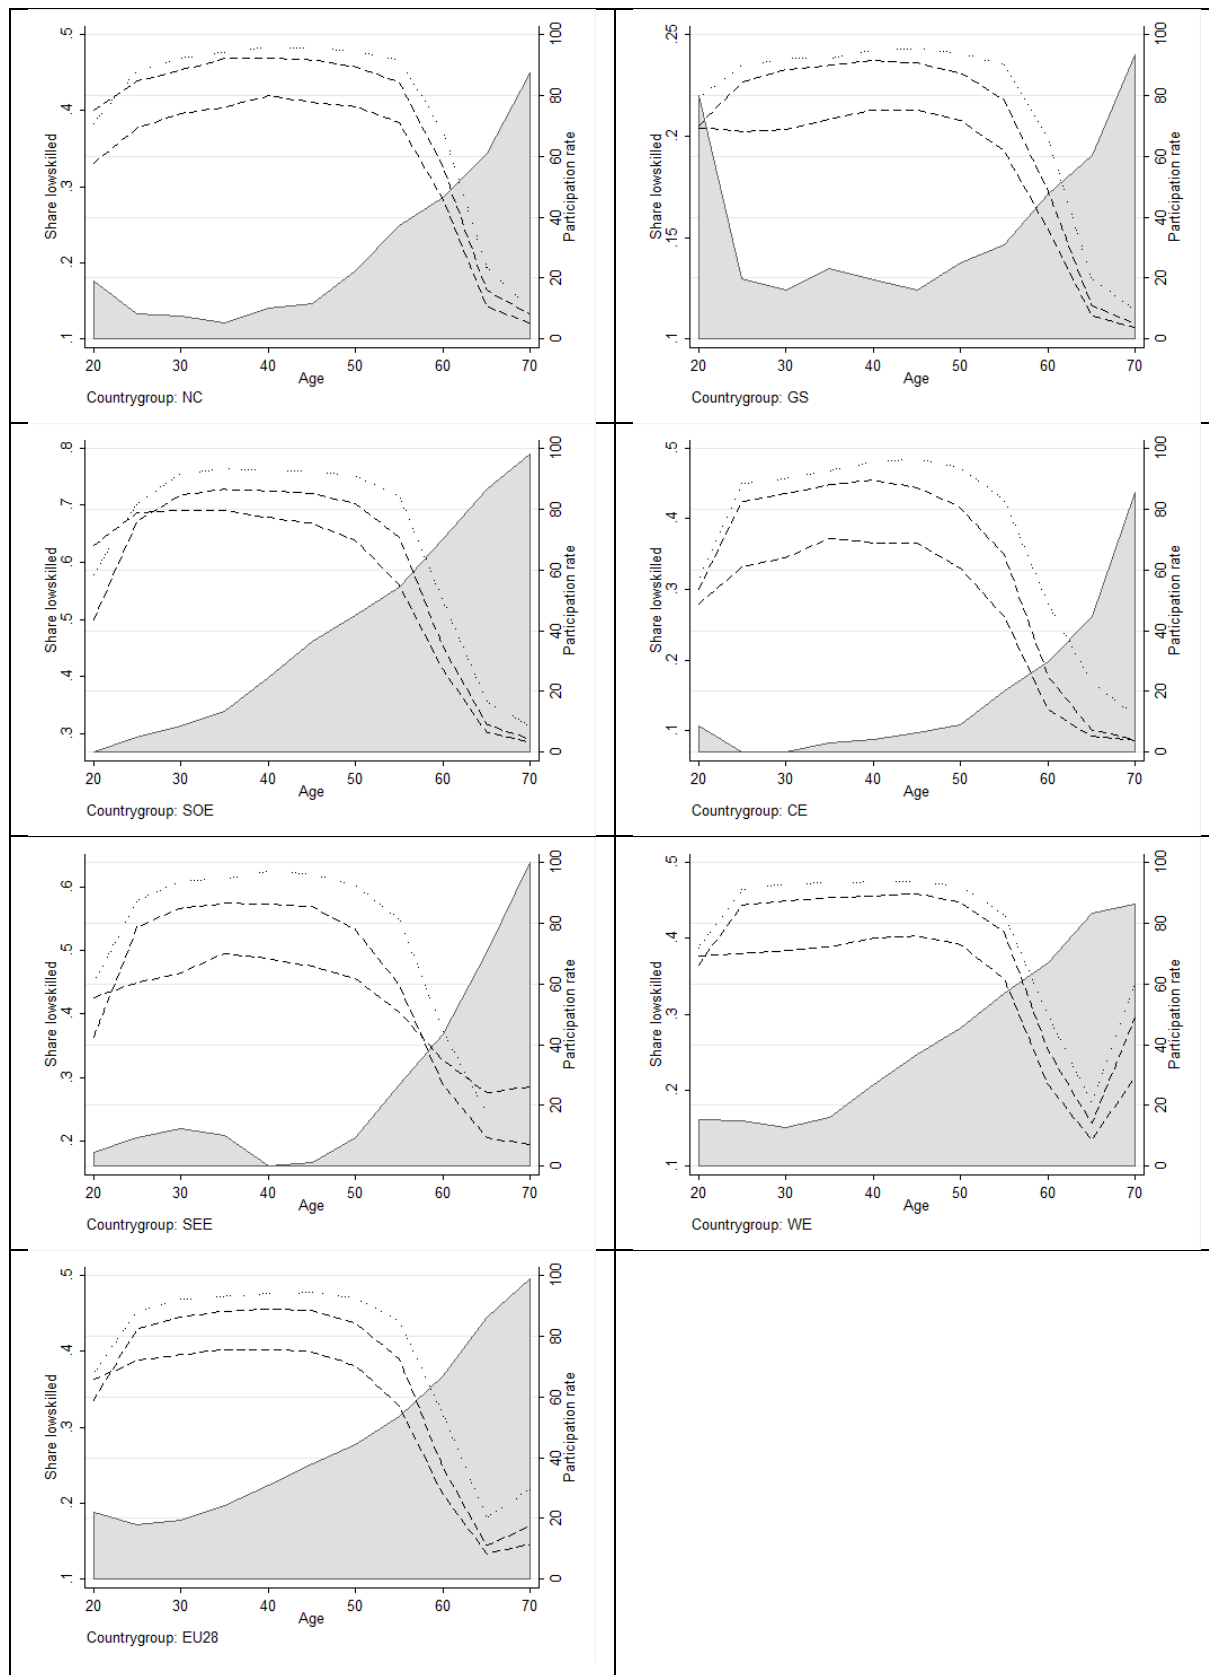 .5
.4
.3
.2
.1
Share lowskilled
100
80
60
40
20
0
Participation rate
20 30 40 50 60 70
Age
Countrygroup: NC
.25
.2
.15
.1
Share lowskilled
100
80
60
40
20
0
Participation rate
20 30 40 50 60 70
Age
Countrygroup: GS
.8
.7
.6
.5
.4
.3
Share lowskilled
100
80
60
40
20
0
Participation rate
20 30 40 50 60 70
Age
Countrygroup: SOE
.5
.4
.3
.2
.1
Share lowskilled
100
80
60
40
20
0
Participation rate
20 30 40 50 60 70
Age
Countrygroup: CE
.6
.5
.4
.3
.2
Share lowskilled
100
80
60
40
20
0
Participation rate
20 30 40 50 60 70
Age
Countrygroup: SEE
.5
.4
.3
.2
.1
Share lowskilled
100
80
60
40
20
0
Participation rate
20 30 40 50 60 70
Age
Countrygroup: WE
.5
.4
.3
.2
.1
Share lowskilled
100
80
60
40
20
0
Participation rate
20 30 40 50 60 70
Age
Countrygroup: EU28